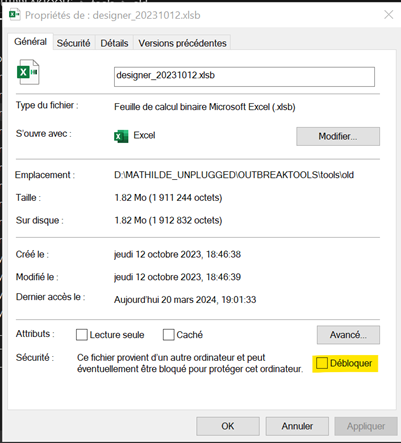 Propriétés de : designer_20231012.xlsb
Général Sécurité Détails Versions précédentes
designer_20231012.xlsb
Type du fichier : Feuille de calcul binaire Microsoft Excel (.xlsb)
S'ouvre avec : Excel Modifier...
Emplacement : D:\MATHILDE_UNPLUGGED\OUTBREAKTOOLS\tools\old
Taille : 1.82 Mo (1 911 244 octets)
Sur disque : 1.82 Mo (1 912 832 octets)
Créé le : jeudi 12 octobre 2023, 18:46:38
Modifié le : jeudi 12 octobre 2023, 18:46:39
Dernier accès le : Aujourd'hui 20 mars 2024, 19:01:33
Attributs : Lecture seule Caché Avancé...
Sécurité : Ce fichier provient d'un autre ordinateur et peut
éventuellement être bloqué pour protéger cet ordinateur. Débloquer
OK Annuler Appliquer